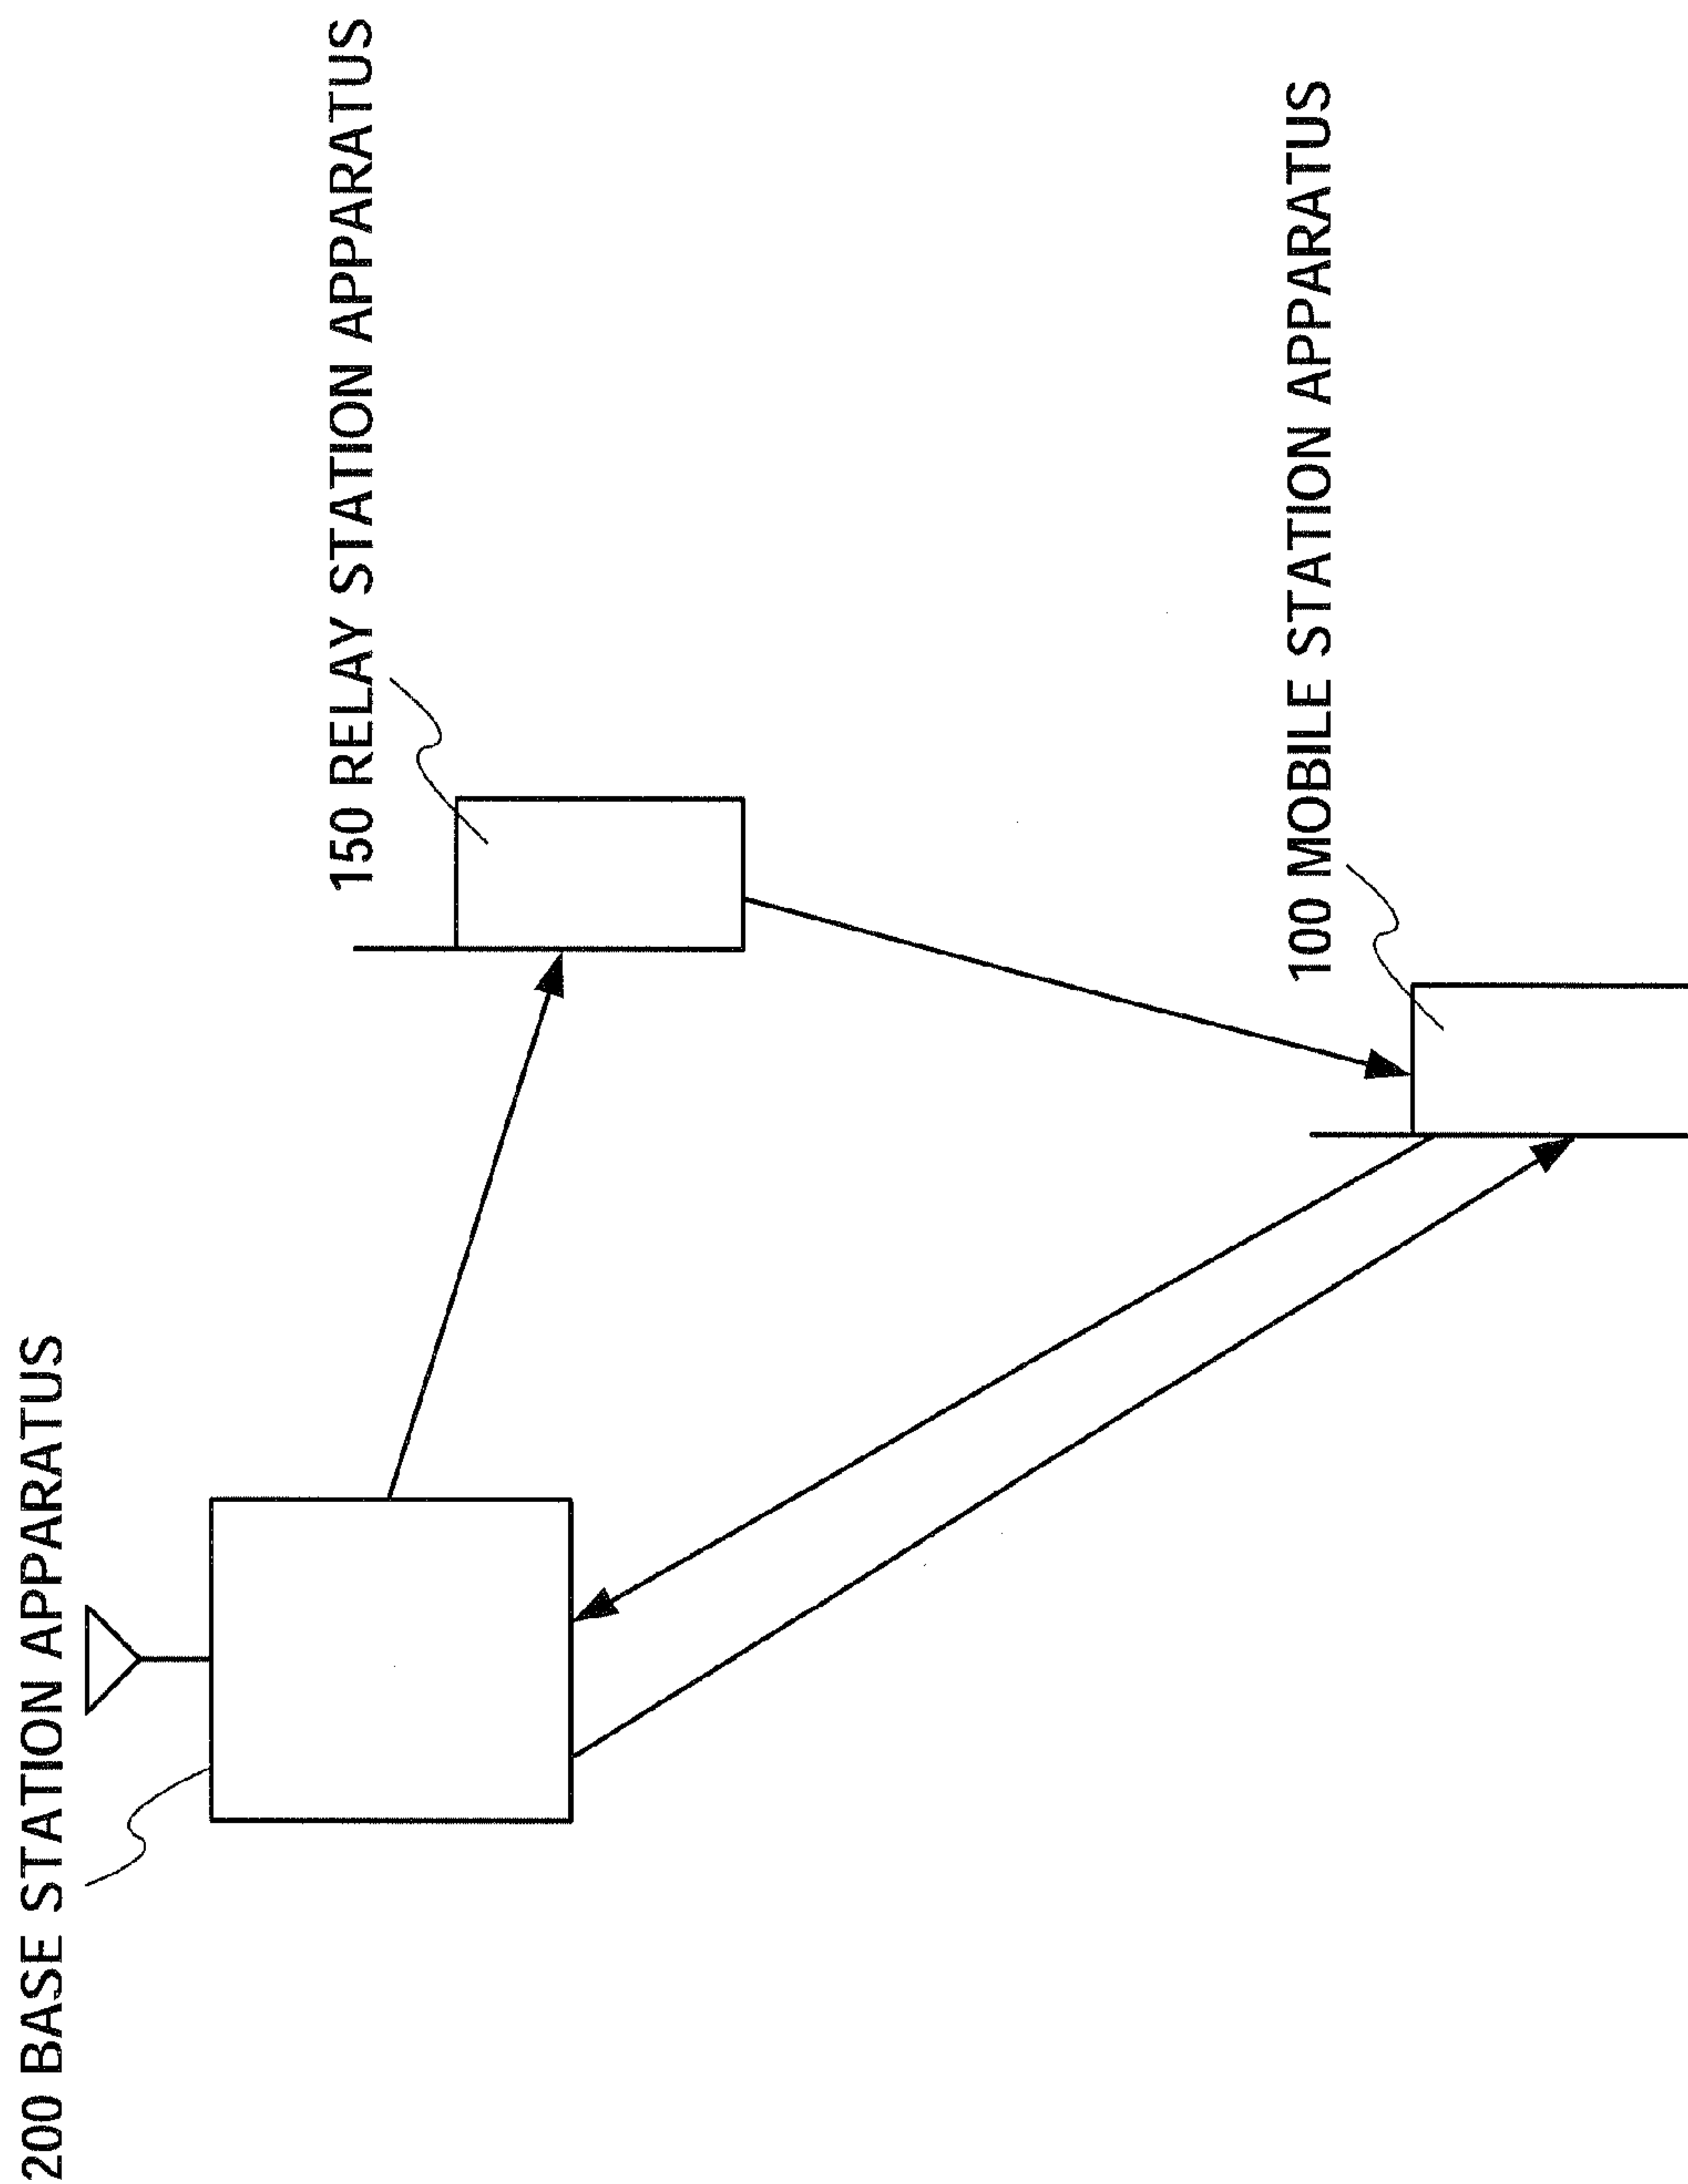 200 BASE STATION APPARATUS
150 RELAY STATION APPARATUS
100 MOBILE STATION APPARATUS